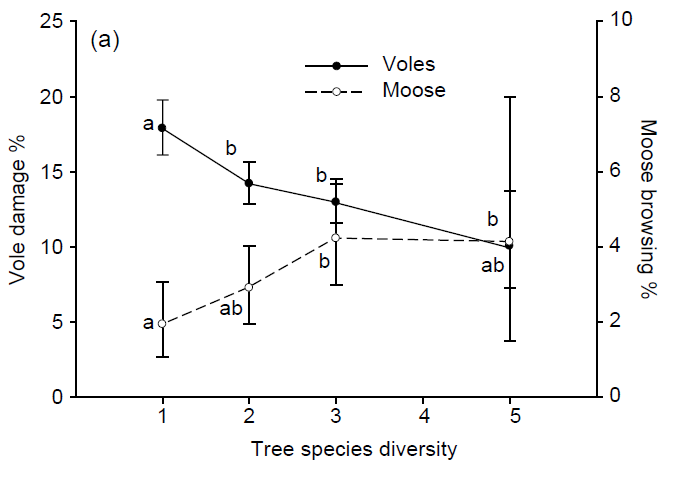 (a)
Voles
Moose
25
20
15
10
5
0
Vole damage %
10
8
6
4
2
0
Moose browsing %
a
b
b
b
a
ab
b
ab
1
2
3
4
5
Tree species diversity